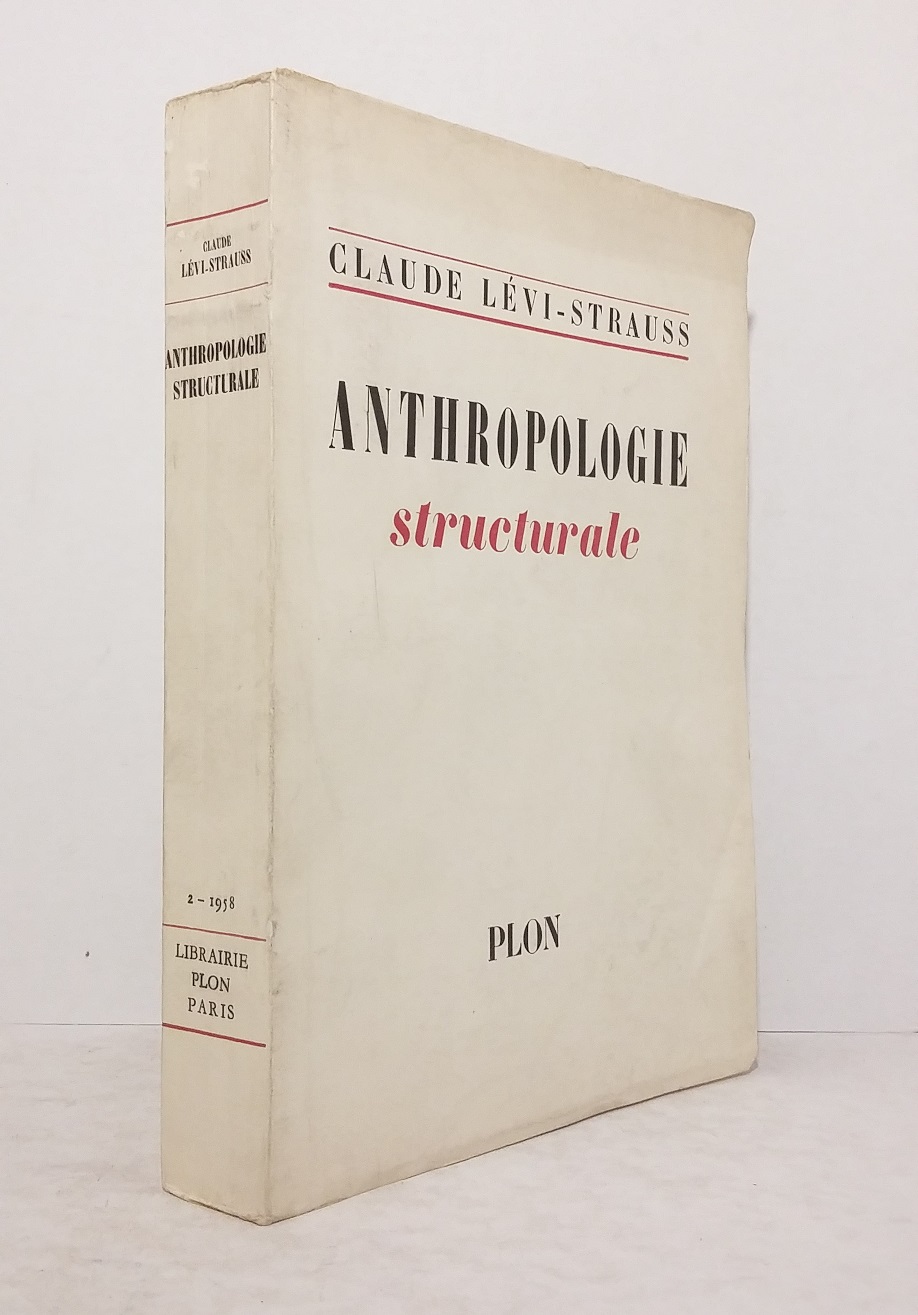 CLAUDE
LÉVI-STRAUSS
ANTHROPOLOGIE
STRUCTURALE
2 – 1958
LIBRAIRIE
PLON
PARIS
CLAUDE LÉVI-STRAUSS
ANTHROPOLOGIE
structurale
PLON